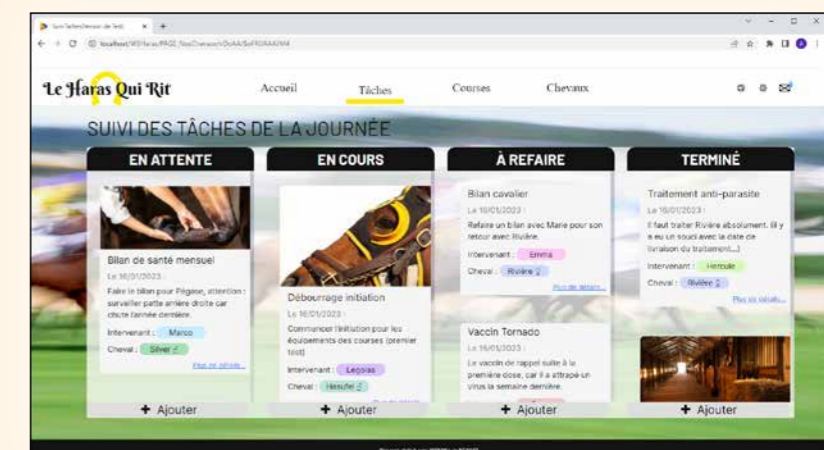 Le Haras Qui Rit
Accueil
Tâches
Courses
Chevaux
SUIVI DES TÂCHES DE LA JOURNÉE
EN ATTENTE
Bilan de santé mensuel
Le 16/01/2023 :
Faire le bilan pour Pégase, attention :
surveiller patte arrière droite car
chute l'année dernière.
Intervenant : Marco
Cheval : Silver
Plus de détails...
+ Ajouter
EN COURS
Débourrage initiation
Le 16/01/2023 :
Commencer l'initiation pour les
équipements des courses (premier
test)
Intervenant : Legolas
Cheval : Hasufel
Plus de détails...
+ Ajouter
À REFAIRE
Bilan cavalier
Le 16/01/2023 :
Refaire un bilan avec Marie pour son
retour avec Rivière.
Intervenant : Emma
Cheval : Rivière
Plus de détails...
Vaccin Tornado
Le 16/01/2023 :
Le vaccin de rappel suite à la
première dose, car il a attrapé un
virus la semaine dernière.
+ Ajouter
TERMINÉ
Traitement anti-parasite
Le 16/01/2023 :
Il faut traiter Rivière absolument. (Il y
a eu un souci avec la date de
livraison du traitement...)
Intervenant : Hercule
Cheval : Rivière
Plus de détails...
+ Ajouter